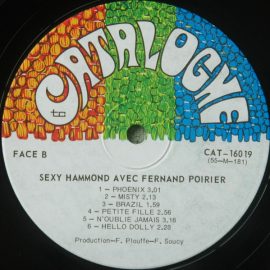 CATALOGNE
tc
FACE B
CAT-16019
(55-M-181)
SEXY HAMMOND AVEC FERNAND POIRIER
1 – PHOENIX 3.01
2 – MISTY 2.13
3 – BRAZIL 1.59
4 – PETITE FILLE 2.56
5 – N'OUBLIE JAMAIS 3.16
6 – HELLO DOLLY 2.28
Production–F. Plouffe–F. Soucy